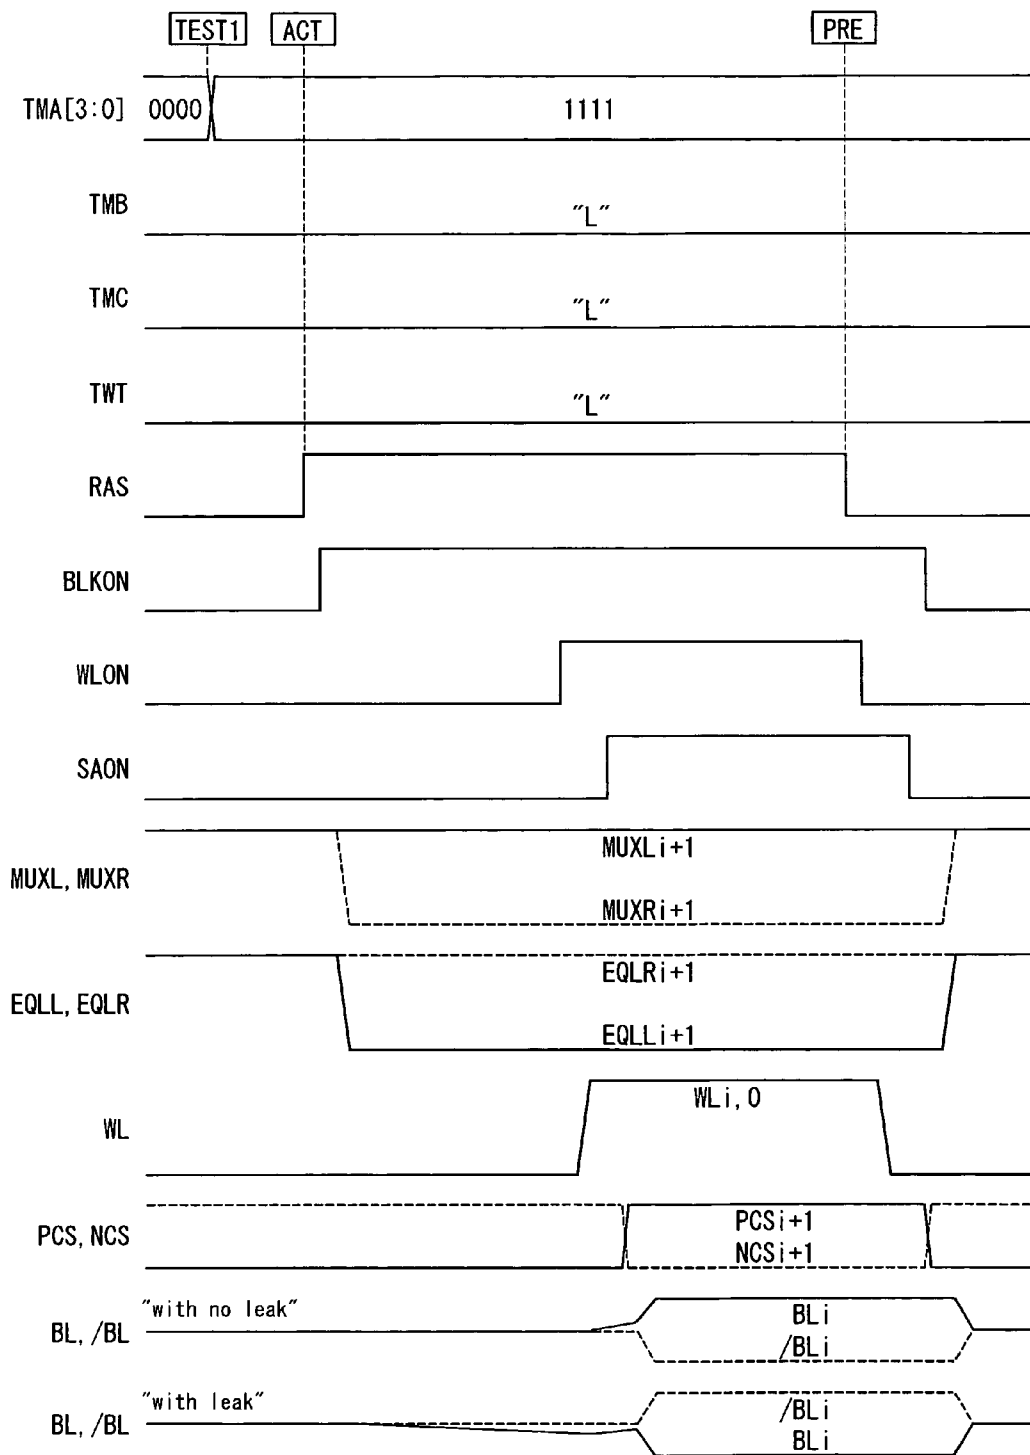 TEST1 ACT PRE
TMA[3:0] 0000 1111
TMB "L"
TMC "L"
TWT "L"
RAS
BLKON
WLON
SAON
MUXL, MUXR
MUXLi+1
MUXRi+1
EQLL, EQLR
EQLRi+1
EQLLi+1
WL
WLi, 0
PCS, NCS
PCSi+1
NCSi+1
BL, /BL
"with no leak"
BLi
/BLi
BL, /BL
"with leak"
/BLi
BLi